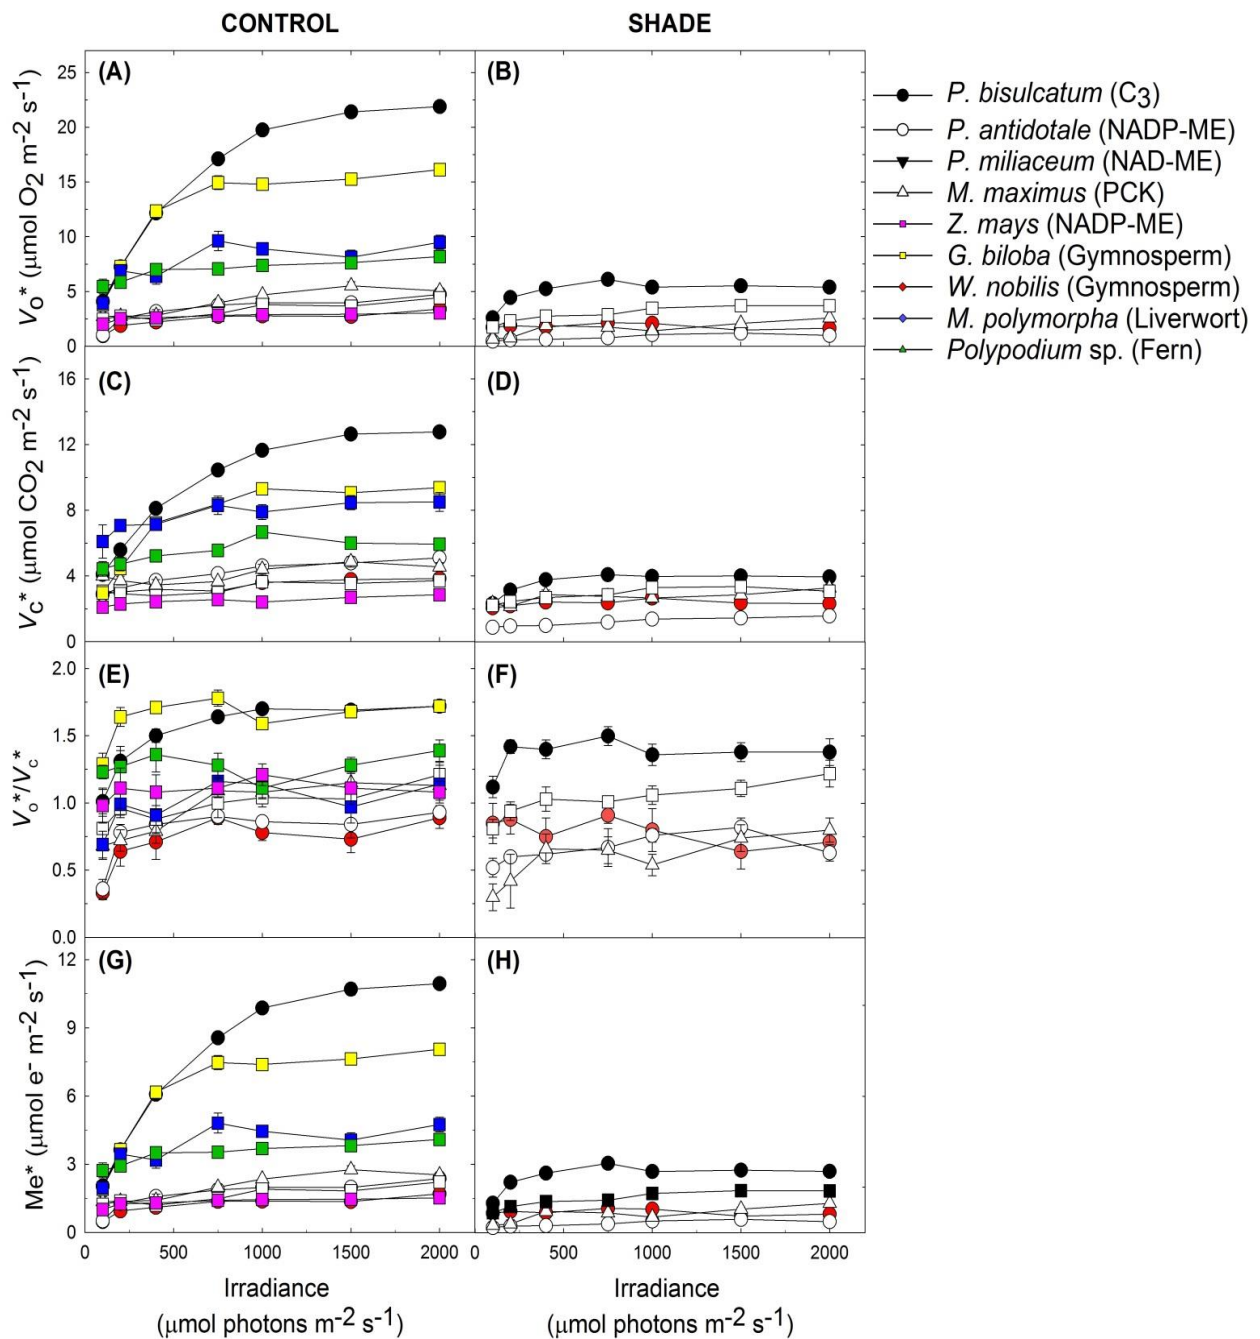 CONTROL
SHADE
(A)
(B)
25
20
15
10
5
0
V_o* (μmol O₂ m⁻² s⁻¹)
P. bisulcatum (C₃)
P. antidotale (NADP-ME)
P. miliaceum (NAD-ME)
M. maximus (PCK)
Z. mays (NADP-ME)
G. biloba (Gymnosperm)
W. nobilis (Gymnosperm)
M. polymorpha (Liverwort)
Polypodium sp. (Fern)
(C)
(D)
16
12
8
4
0
V_c* (μmol CO₂ m⁻² s⁻¹)
(E)
(F)
2.0
1.5
1.0
0.5
0.0
V_o*/V_c*
(G)
(H)
12
9
6
3
0
Me* (μmol e⁻ m⁻² s⁻¹)
0 500 1000 1500 2000
0 500 1000 1500 2000
Irradiance
(μmol photons m⁻² s⁻¹)
Irradiance
(μmol photons m⁻² s⁻¹)